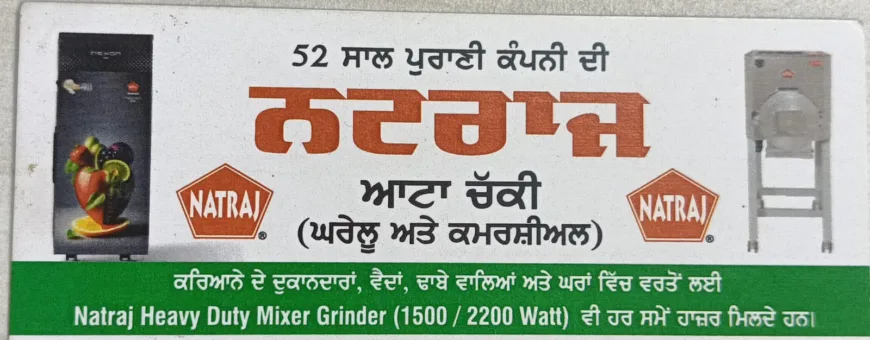 52 ਸਾਲ ਪੁਰਾਣੀ ਕੰਪਨੀ ਦੀ
ਨਟਰਾਜ
NATRAJ
ਆਟਾ ਚੱਕੀ
NATRAJ
(ਘਰੇਲੂ ਅਤੇ ਕਮਰਸ਼ੀਅਲ)
ਕਰਿਆਨੇ ਦੇ ਦੁਕਾਨਦਾਰਾਂ, ਵੈਦਾਂ, ਢਾਬੇ ਵਾਲਿਆਂ ਅਤੇ ਘਰਾਂ ਵਿੱਚ ਵਰਤੋਂ ਲਈ
Natraj Heavy Duty Mixer Grinder (1500 / 2200 Watt) ਵੀ ਹਰ ਸਮੇਂ ਹਾਜ਼ਰ ਮਿਲਦੇ ਹਨ।